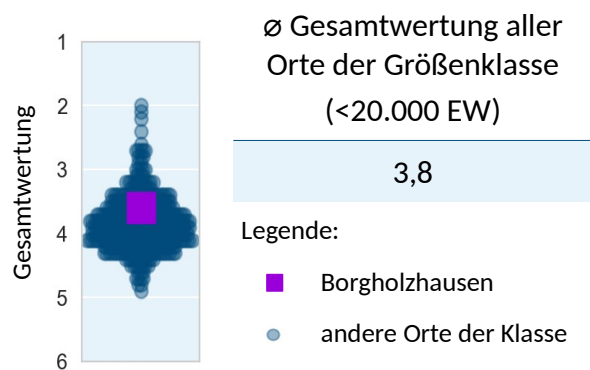 Gesamtwertung
1
2
3
4
5
6
⌀ Gesamtwertung aller
Orte der Größenklasse
(<20.000 EW)
3,8
Legende:
Borgholzhausen
andere Orte der Klasse